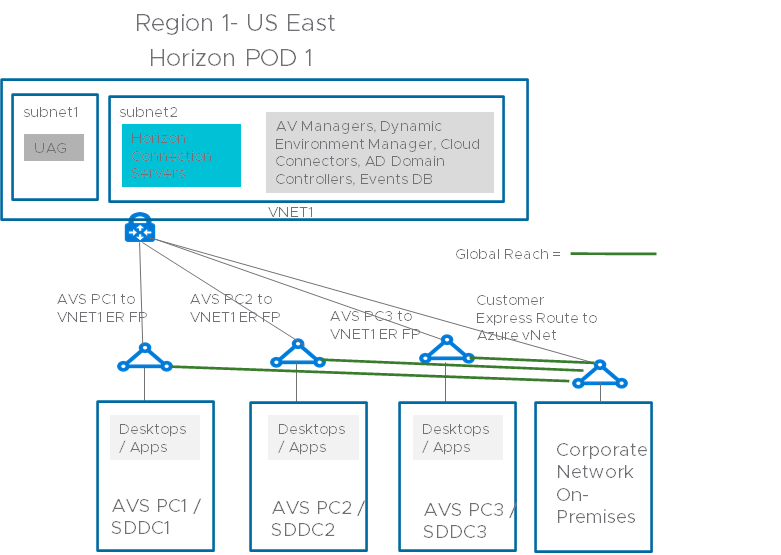 Region 1- US East
Horizon POD 1
subnet1
UAG
subnet2
Horizon
Connection
Servers
AV Managers, Dynamic
Environment Manager, Cloud
Connectors, AD Domain
Controllers, Events DB
VNET1
Global Reach =
AVS PC1 to
VNET1 ER FP
AVS PC2 to
VNET1 ER FP
AVS PC3 to
VNET1 ER FP
Customer
Express Route to
Azure vNet
Desktops
/ Apps
AVS PC1 /
SDDC1
Desktops
/ Apps
AVS PC2 /
SDDC2
Desktops
/ Apps
AVS PC3 /
SDDC3
Corporate
Network
On-
Premises